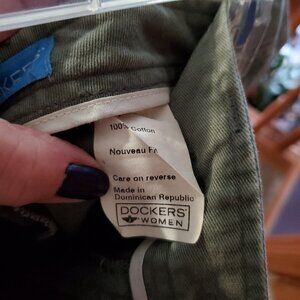 100% Cotton
Nouveau
Care on reverse
Made in
Dominican Republic
DOCKERS
WOMEN